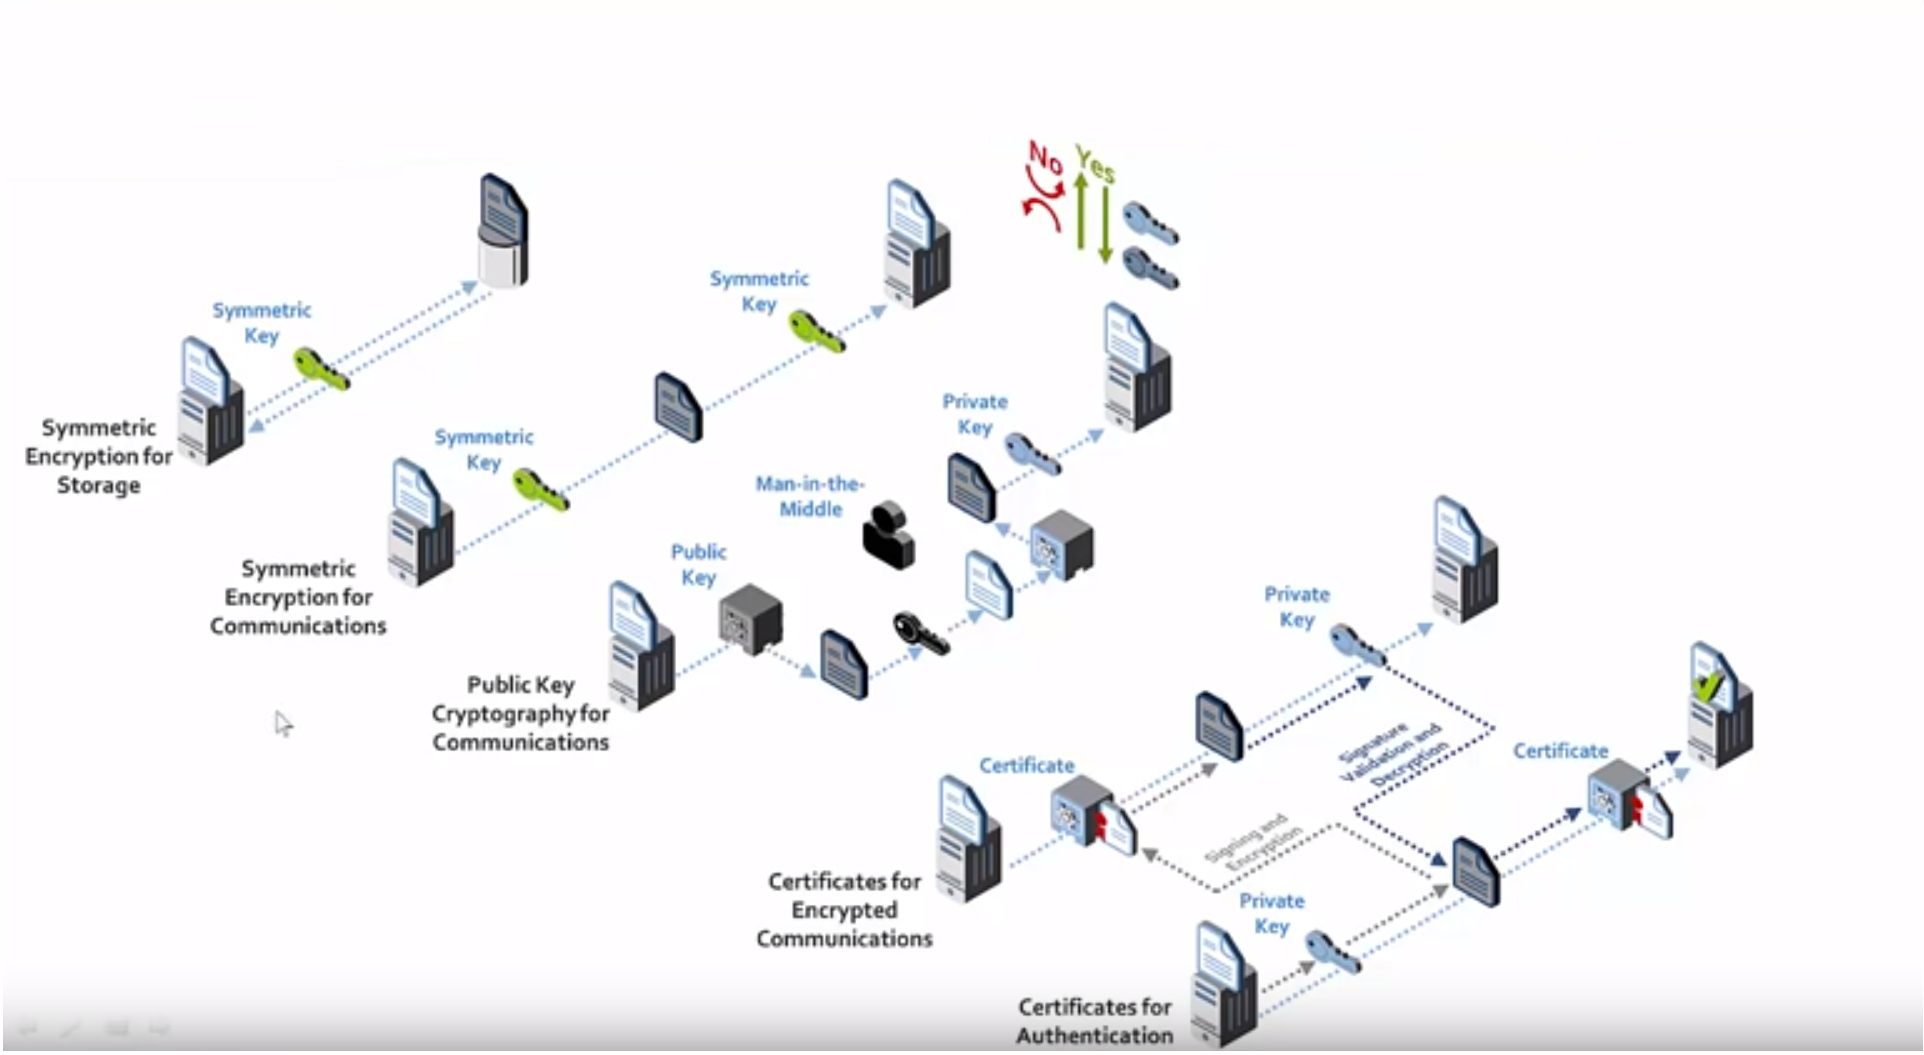 No
Yes
Symmetric
Key
Symmetric
Encryption for
Storage
Symmetric
Key
Symmetric
Key
Symmetric
Encryption for
Communications
Private
Key
Man-in-the-
Middle
Public
Key
Public Key
Cryptography for
Communications
Private
Key
Signature
Validation and
Decryption
Certificate
Certificate
Signing and
Encryption
Certificates for
Encrypted
Communications
Private
Key
Certificates for
Authentication